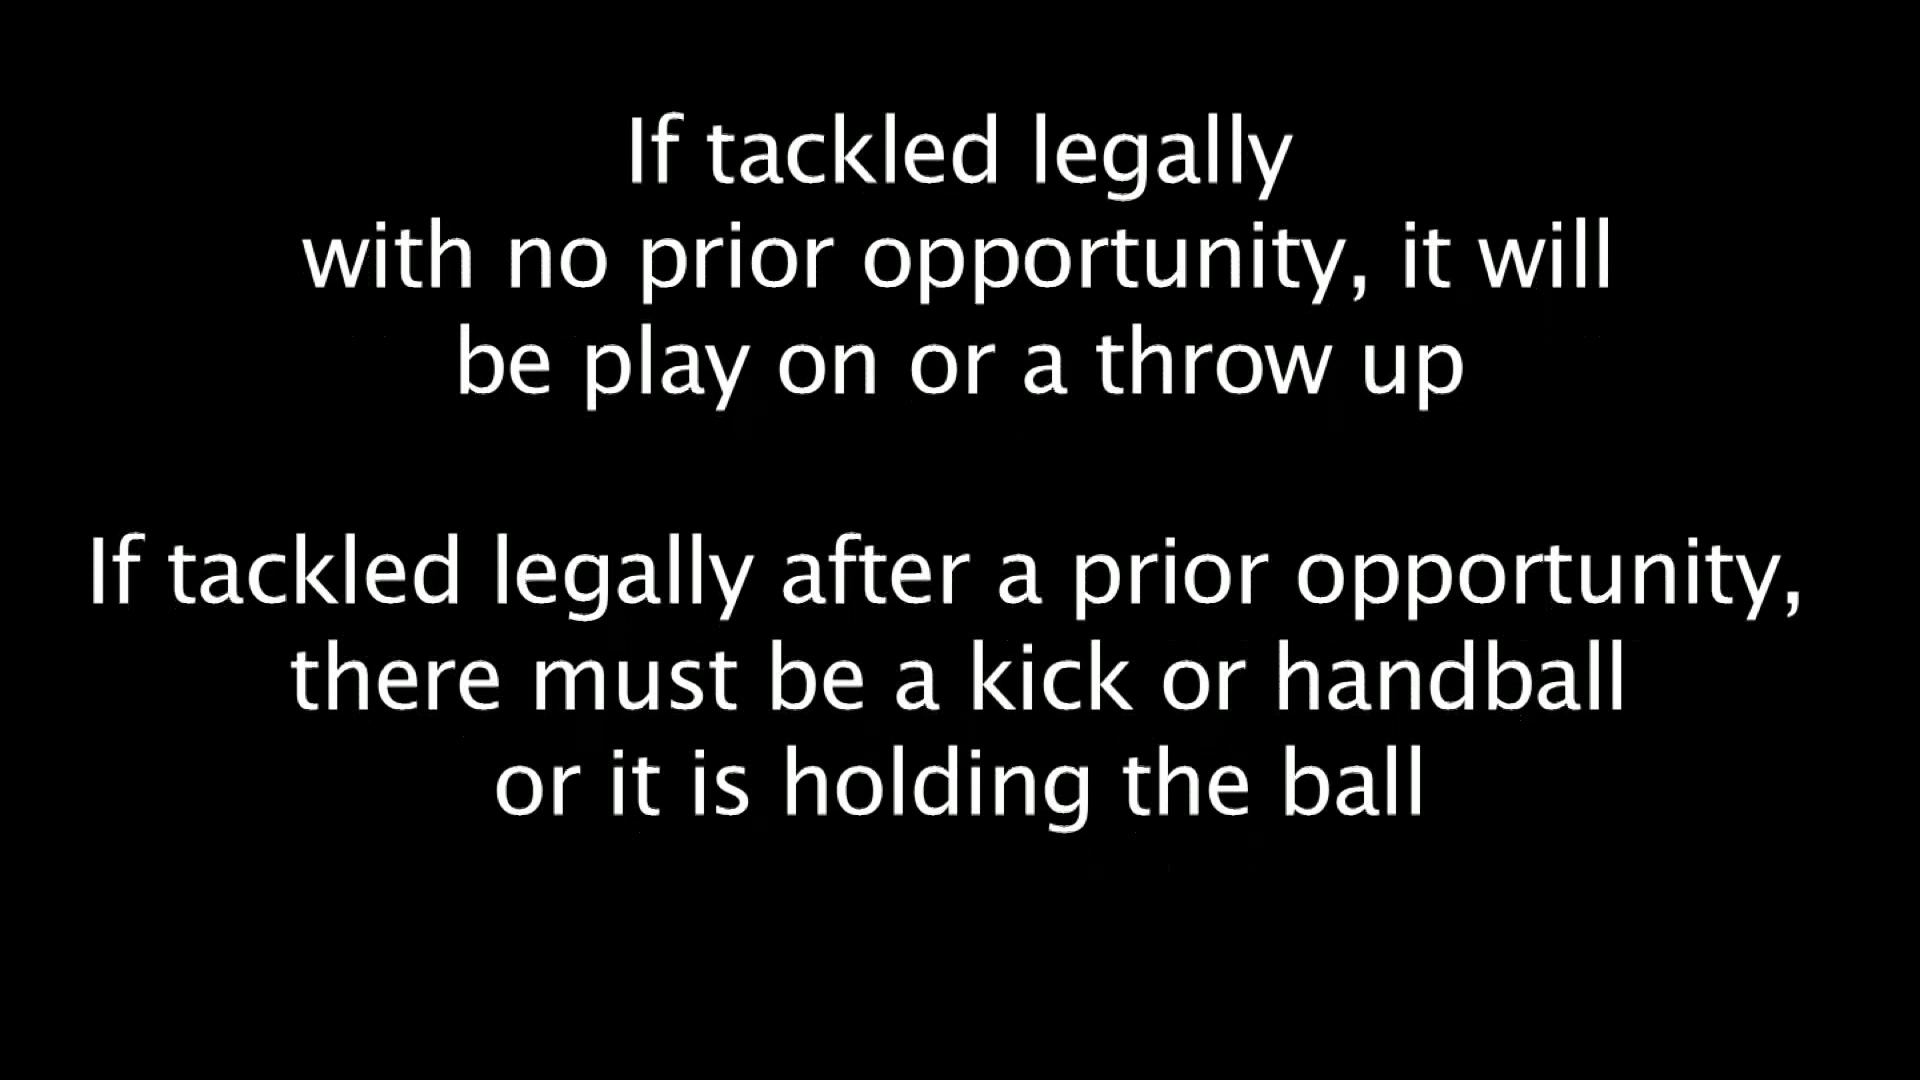 If tackled legally
with no prior opportunity, it will
be play on or a throw up
If tackled legally after a prior opportunity,
there must be a kick or handball
or it is holding the ball